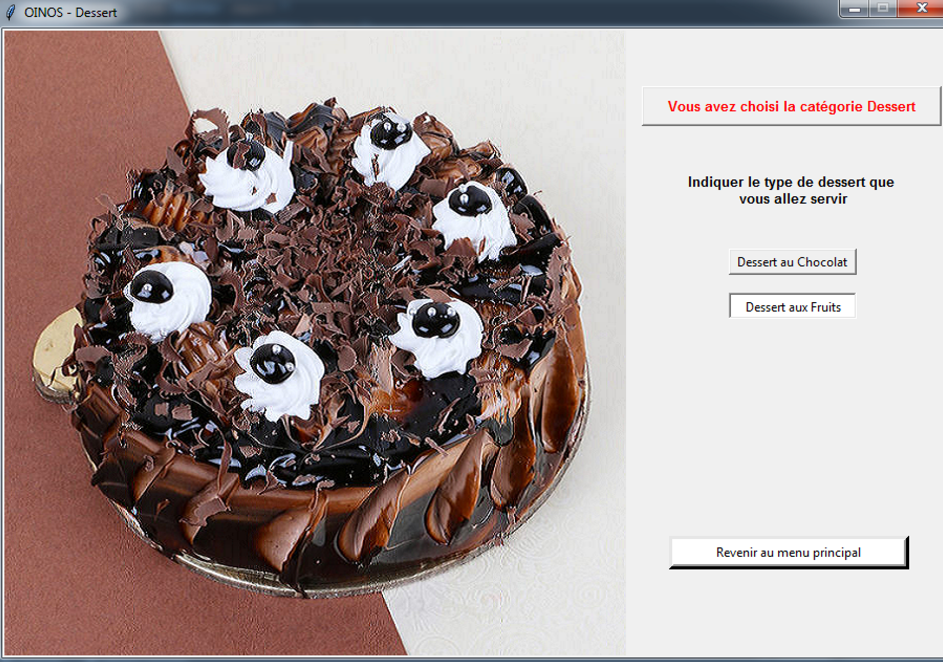 OINOS - Dessert
Vous avez choisi la catégorie Dessert
Indiquer le type de dessert que
vous allez servir
Dessert au Chocolat
Dessert aux Fruits
Revenir au menu principal